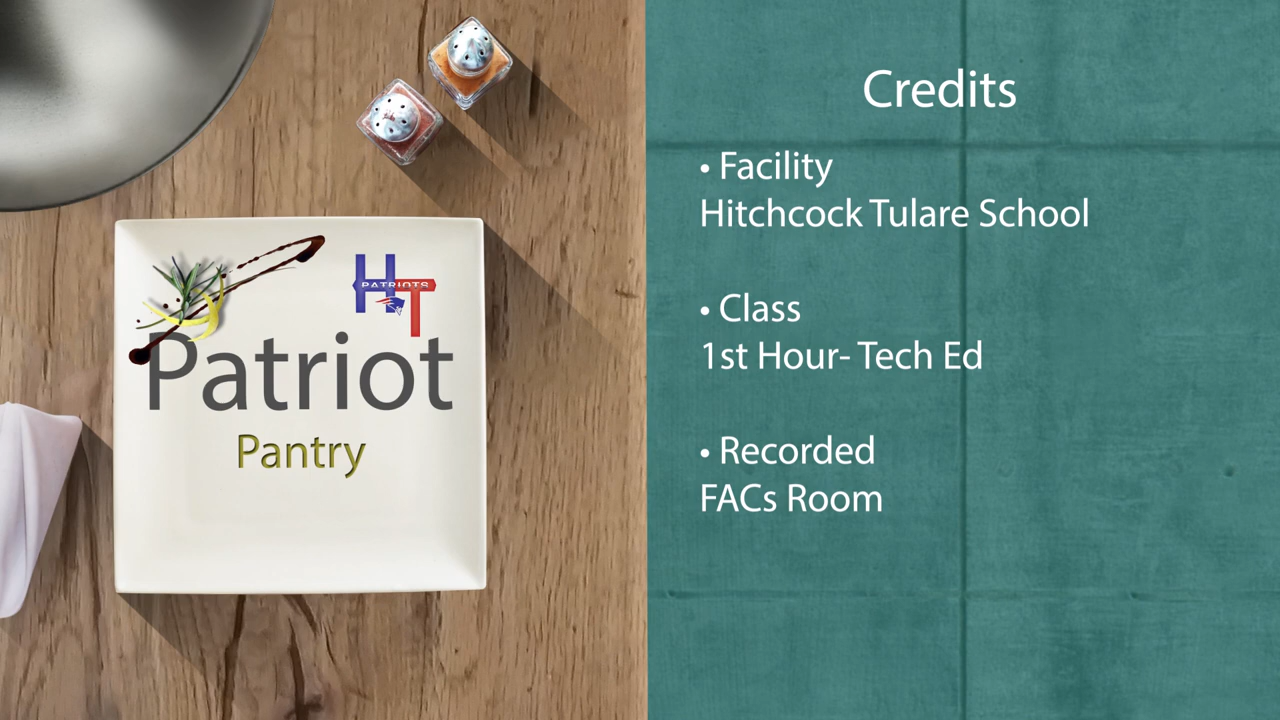 HT
PATRIOTS
Patriot
Pantry
Credits
• Facility
Hitchcock Tulare School
• Class
1st Hour- Tech Ed
• Recorded
FACs Room